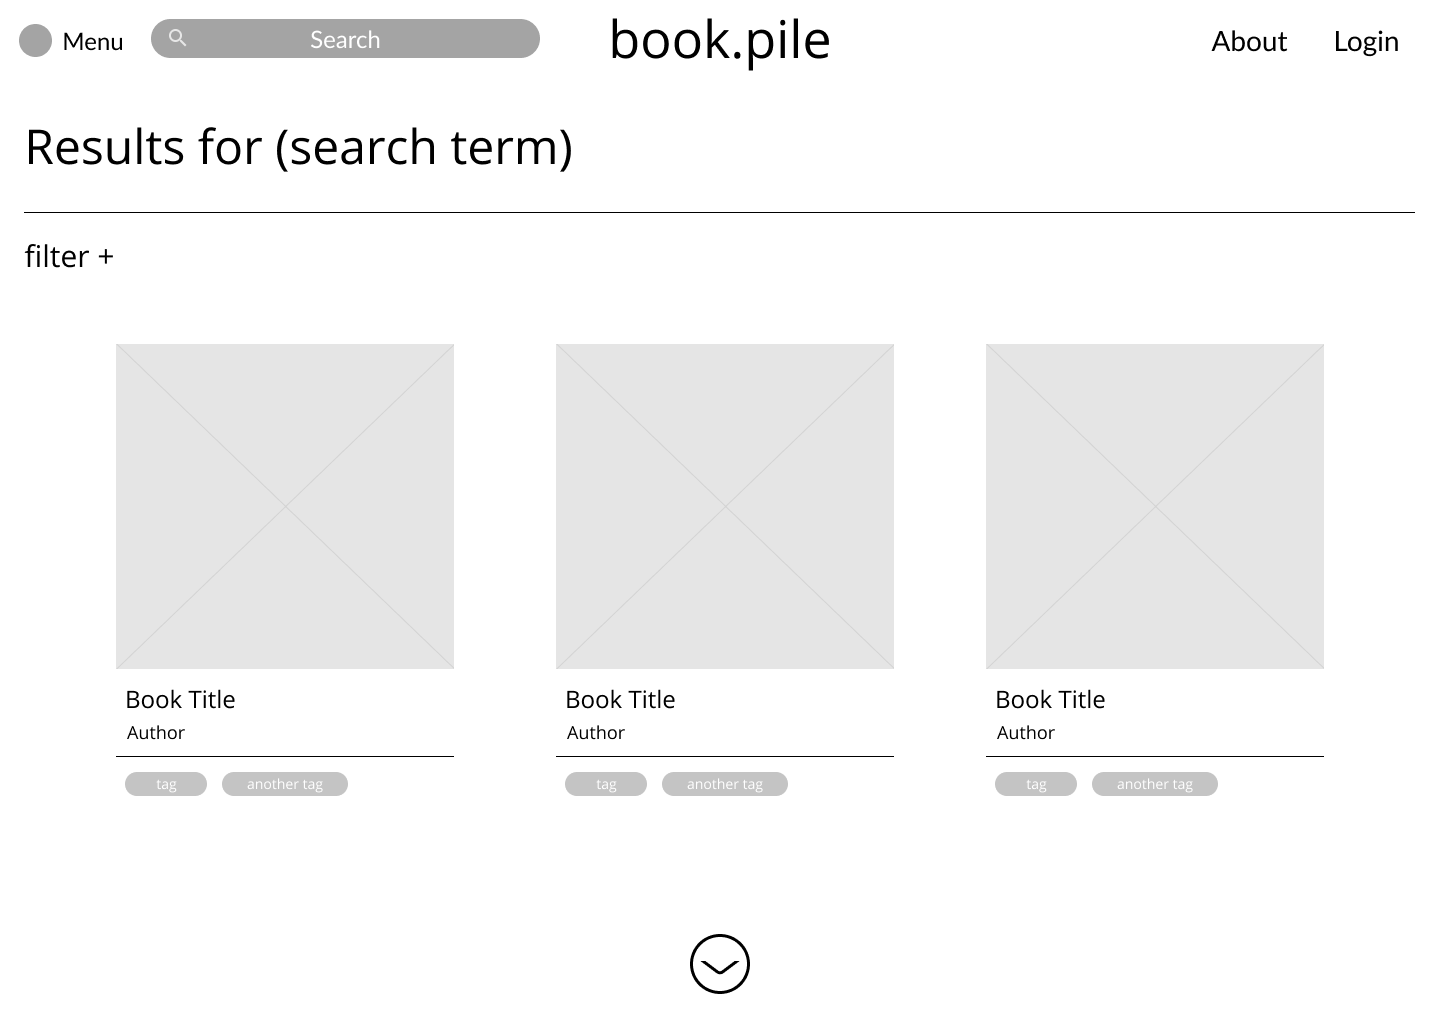 Menu
Search
book.pile
About
Login
Results for (search term)
filter +
Book Title
Author
tag
another tag
Book Title
Author
tag
another tag
Book Title
Author
tag
another tag